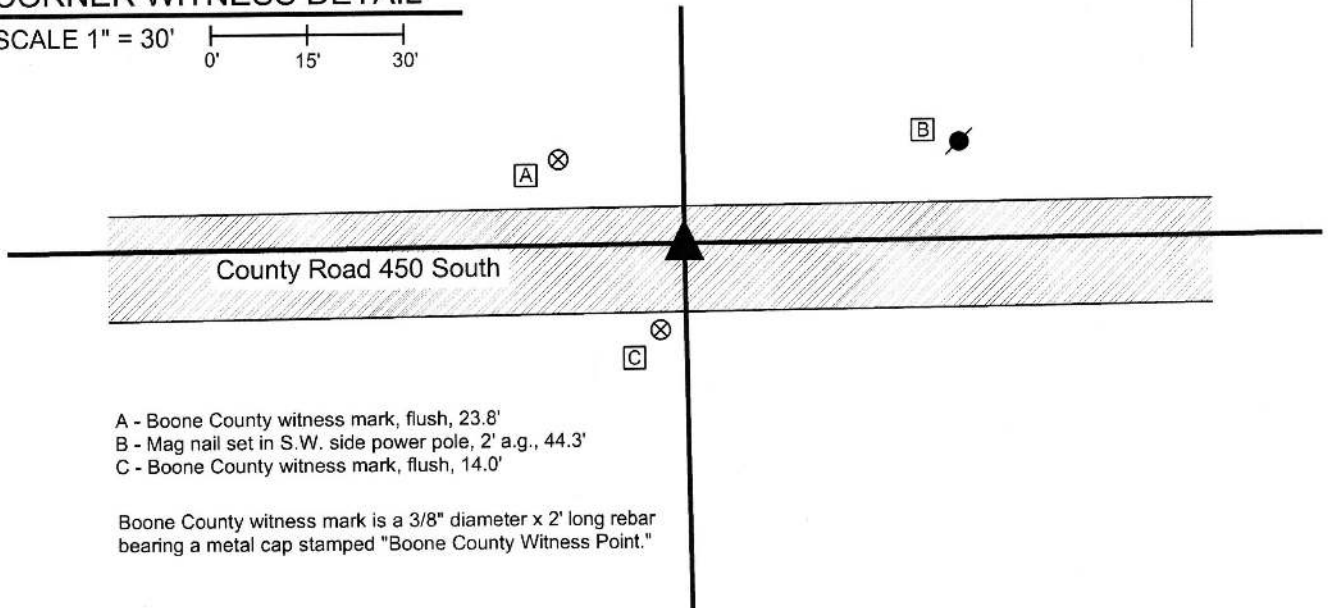 CORNER WITNESS DETAIL
SCALE 1" = 30'
0' 15' 30'
B
A
County Road 450 South
C
A - Boone County witness mark, flush, 23.8'
B - Mag nail set in S.W. side power pole, 2' a.g., 44.3'
C - Boone County witness mark, flush, 14.0'
Boone County witness mark is a 3/8" diameter x 2' long rebar
bearing a metal cap stamped "Boone County Witness Point."